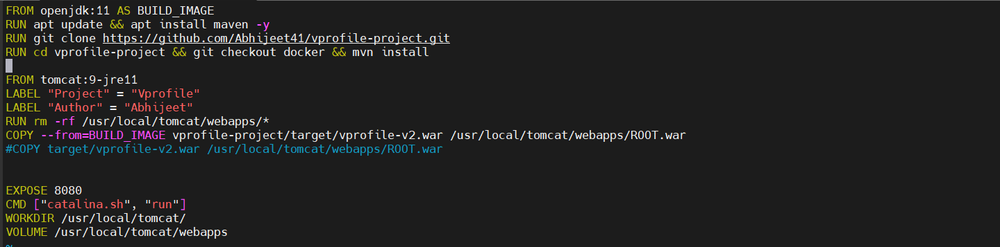 FROM openjdk:11 AS BUILD_IMAGE
RUN apt update && apt install maven -y
RUN git clone https://github.com/Abhijeet41/vprofile-project.git
RUN cd vprofile-project && git checkout docker && mvn install
FROM tomcat:9-jre11
LABEL "Project" = "Vprofile"
LABEL "Author" = "Abhijeet"
RUN rm -rf /usr/local/tomcat/webapps/*
COPY --from=BUILD_IMAGE vprofile-project/target/vprofile-v2.war /usr/local/tomcat/webapps/ROOT.war
#COPY target/vprofile-v2.war /usr/local/tomcat/webapps/ROOT.war
EXPOSE 8080
CMD ["catalina.sh", "run"]
WORKDIR /usr/local/tomcat/
VOLUME /usr/local/tomcat/webapps